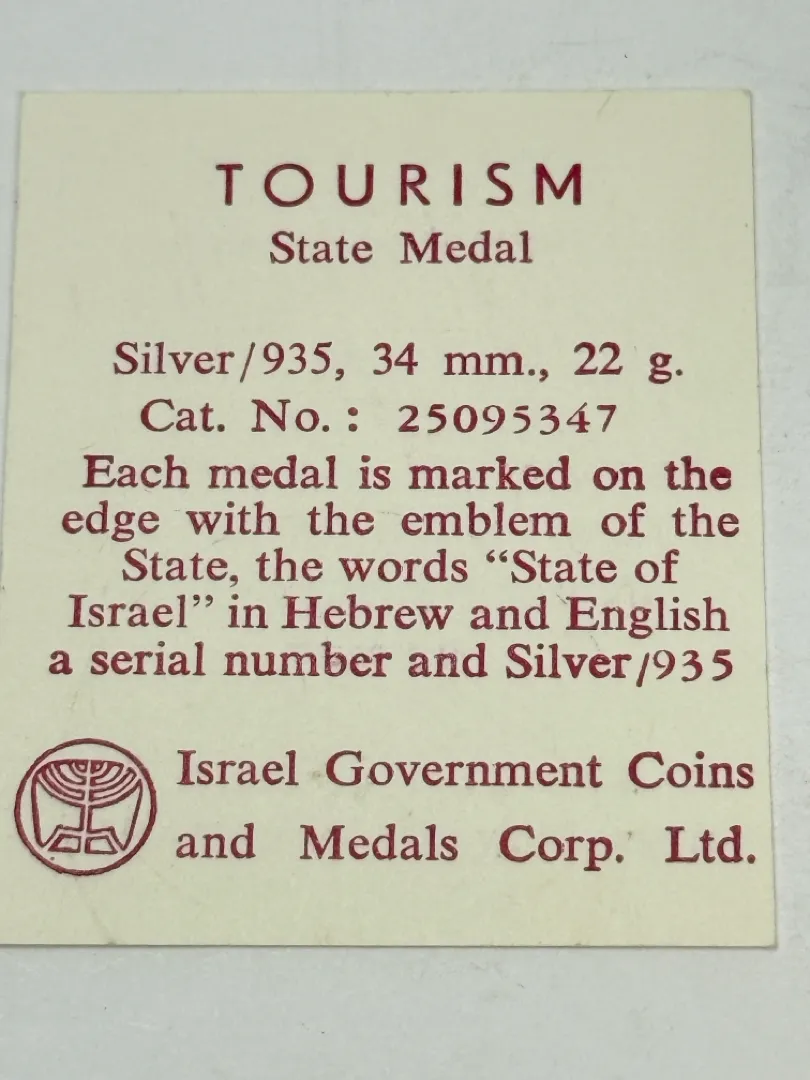 TOURISM
State Medal
Silver/935, 34 mm., 22 g.
Cat. No. : 25095347
Each medal is marked on the
edge with the emblem of the
State, the words “State of
Israel” in Hebrew and English
a serial number and Silver/935
Israel Government Coins
and Medals Corp. Ltd.